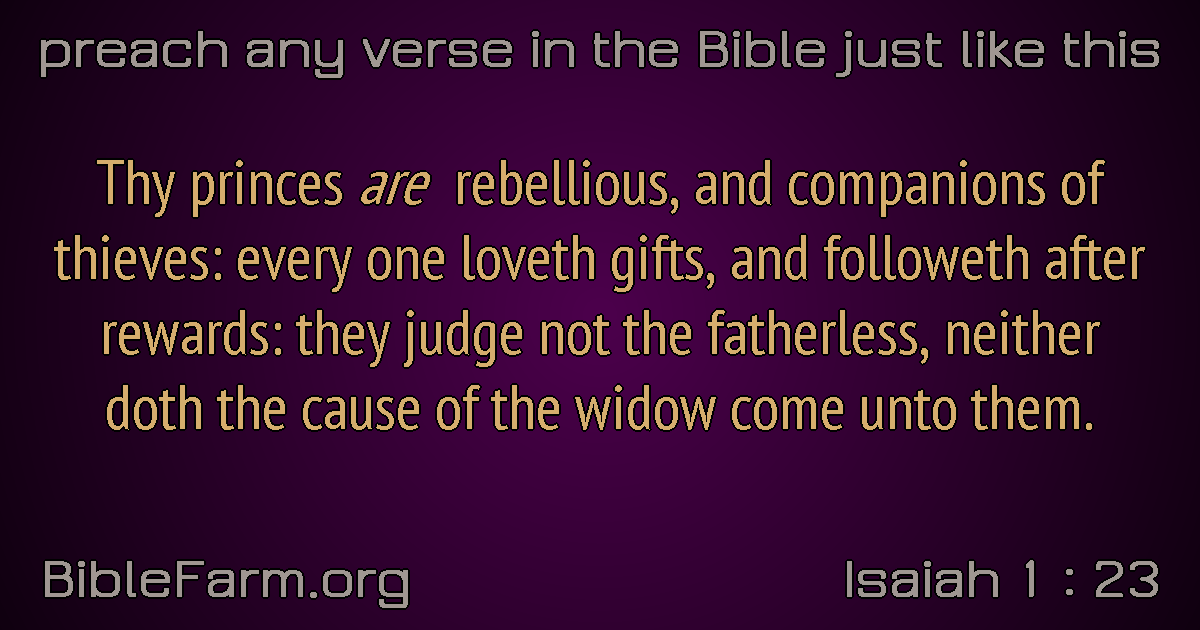 preach any verse in the Bible just like this
Thy princes are rebellious, and companions of
thieves: every one loveth gifts, and followeth after
rewards: they judge not the fatherless, neither
doth the cause of the widow come unto them.
BibleFarm.org
Isaiah 1 : 23